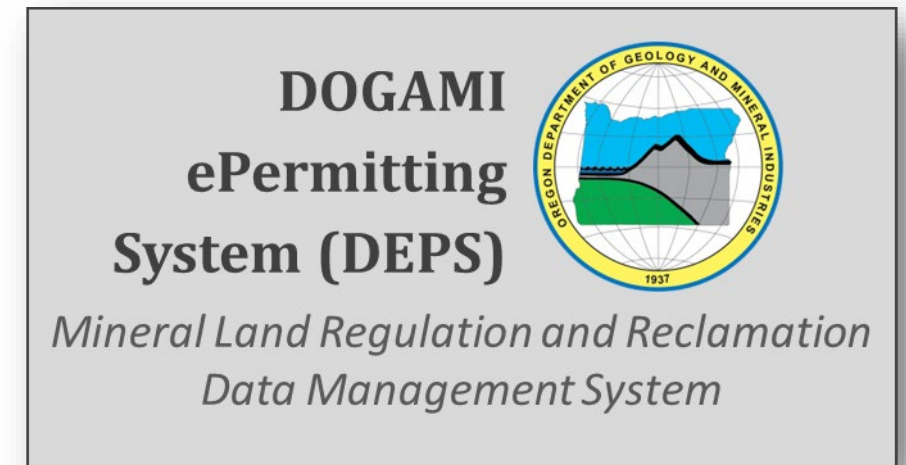 DOGAMI
ePermitting
System (DEPS)
OREGON DEPARTMENT OF GEOLOGY AND MINERAL INDUSTRIES
1937
Mineral Land Regulation and Reclamation
Data Management System